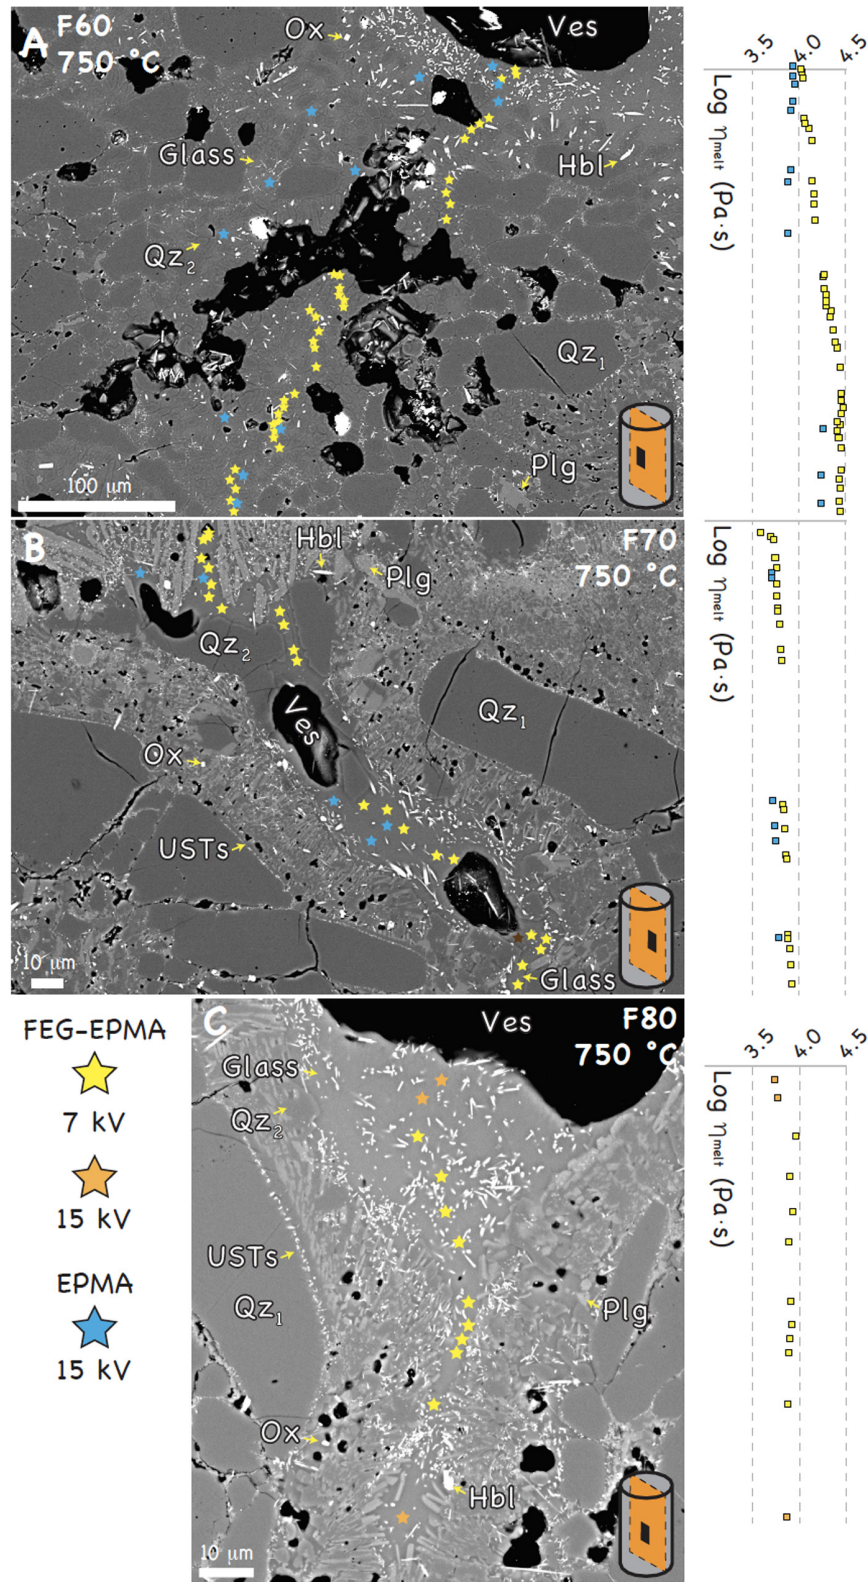 A
F60
750 °C
Ox
Ves
Glass
Hbl
Qz2
Qz1
Plg
100 µm
3.5
4.0
4.5
Log ηmelt (Pa·s)
B
Hbl
F70
750 °C
Plg
Qz2
Ves
Qz1
Ox
USTs
10 µm
Glass
Log ηmelt (Pa·s)
FEG-EPMA
7 kV
15 kV
EPMA
15 kV
C
Ves
F80
750 °C
Glass
Qz2
USTs
Qz1
Plg
Ox
Hbl
10 µm
3.5
4.0
4.5
Log ηmelt (Pa·s)